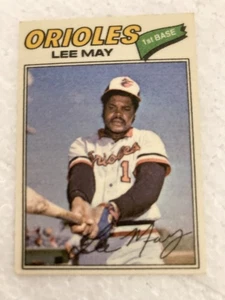 ORIOLES
1st BASE
LEE MAY
Orioles
1
Lee May